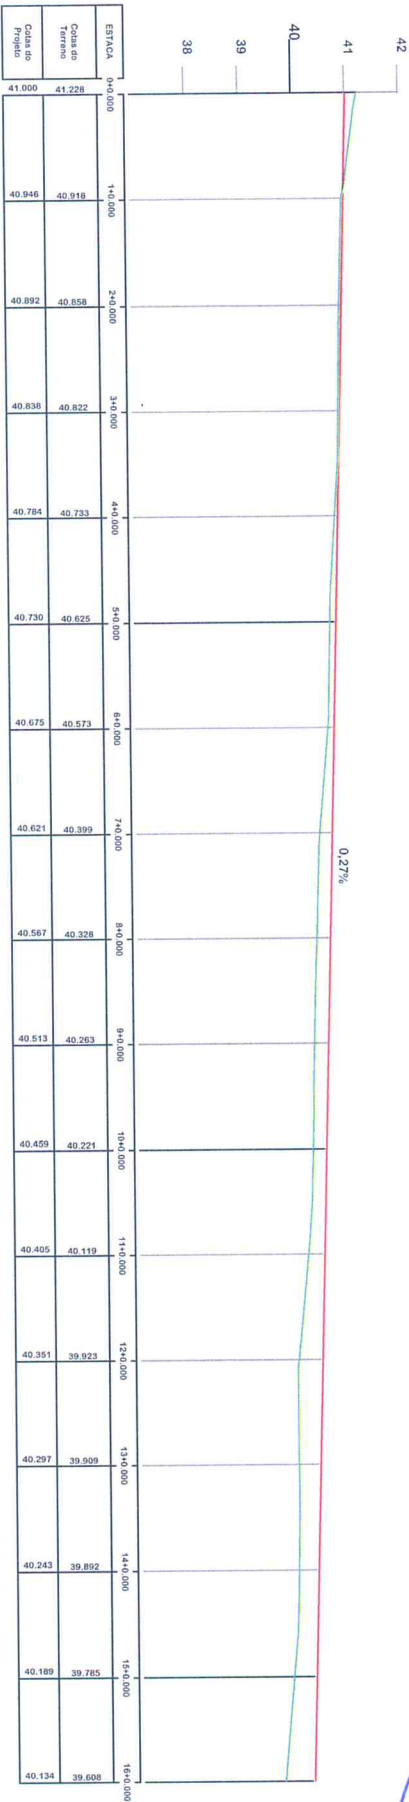 42
41
40
39
38
0,27%
ESTACA 0+0.000 1+0.000 2+0.000 3+0.000 4+0.000 5+0.000 6+0.000 7+0.000 8+0.000 9+0.000 10+0.000 11+0.000 12+0.000 13+0.000 14+0.000 15+0.000 16+0.000
Cotas do
Terreno
41.228 40.918 40.858 40.822 40.733 40.625 40.573 40.399 40.328 40.263 40.221 40.119 39.923 39.909 39.892 39.785 39.608
Cotas do
Projeto
41.000 40.946 40.892 40.838 40.784 40.730 40.675 40.621 40.567 40.513 40.459 40.405 40.351 40.297 40.243 40.189 40.134